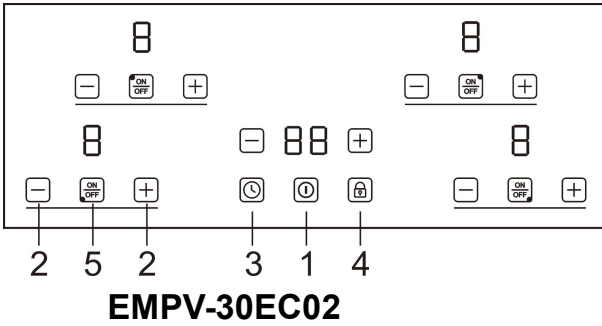 8 8
− ON OFF + − ON OFF +
8 − 88 + 8
− ON OFF + − ON OFF +
2 5 2 3 1 4
EMPV-30EC02